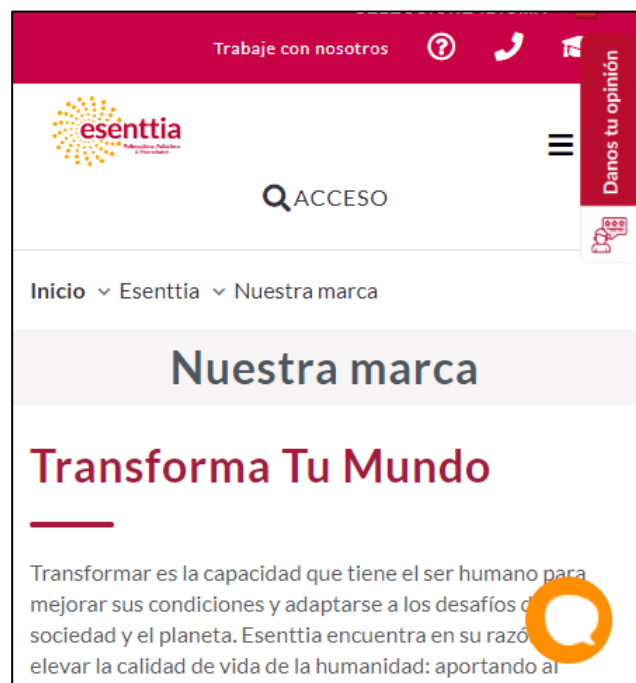 Trabaje con nosotros
Danos tu opinión
esenttia
ACCESO
Inicio Esenttia Nuestra marca
Nuestra marca
Transforma Tu Mundo
Transformar es la capacidad que tiene el ser humano para
mejorar sus condiciones y adaptarse a los desafíos
sociedad y el planeta. Esenttia encuentra en su
elevar la calidad de vida de la humanidad: aportando al